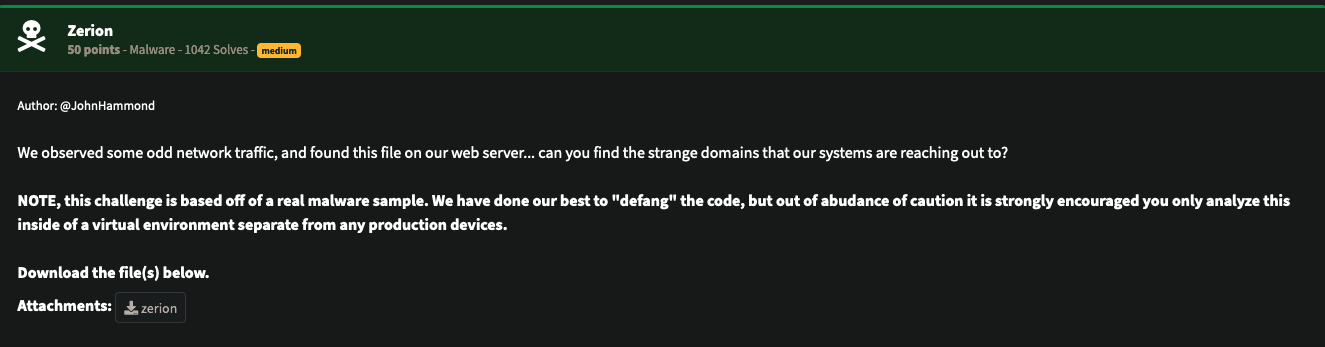 Zerion
50 points - Malware - 1042 Solves - medium
Author: @JohnHammond
We observed some odd network traffic, and found this file on our web server... can you find the strange domains that our systems are reaching out to?
NOTE, this challenge is based off of a real malware sample. We have done our best to "defang" the code, but out of abudance of caution it is strongly encouraged you only analyze this
inside of a virtual environment separate from any production devices.
Download the file(s) below.
Attachments: zerion